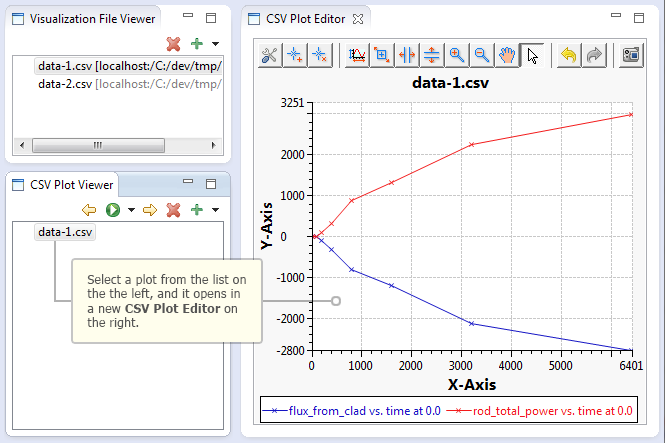 Visualization File Viewer
data-1.csv [localhost:/C:/dev/tmp/
data-2.csv [localhost:/C:/dev/tmp/
CSV Plot Viewer
data-1.csv
Select a plot from the list on
the the left, and it opens in
a new CSV Plot Editor on
the right.
CSV Plot Editor
data-1.csv
3251
2000
1000
0
-1000
-2000
-2800
Y-Axis
0 1000 2000 3000 4000 5000 6401
X-Axis
flux_from_clad vs. time at 0.0 rod_total_power vs. time at 0.0